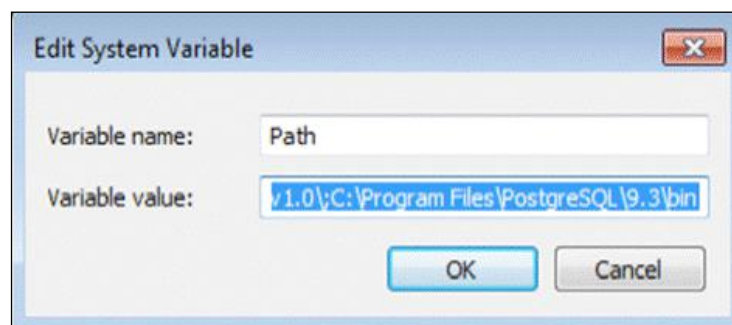 Edit System Variable
Variable name: Path
Variable value: v1.0\;C:\Program Files\PostgreSQL\9.3\bin
OK Cancel